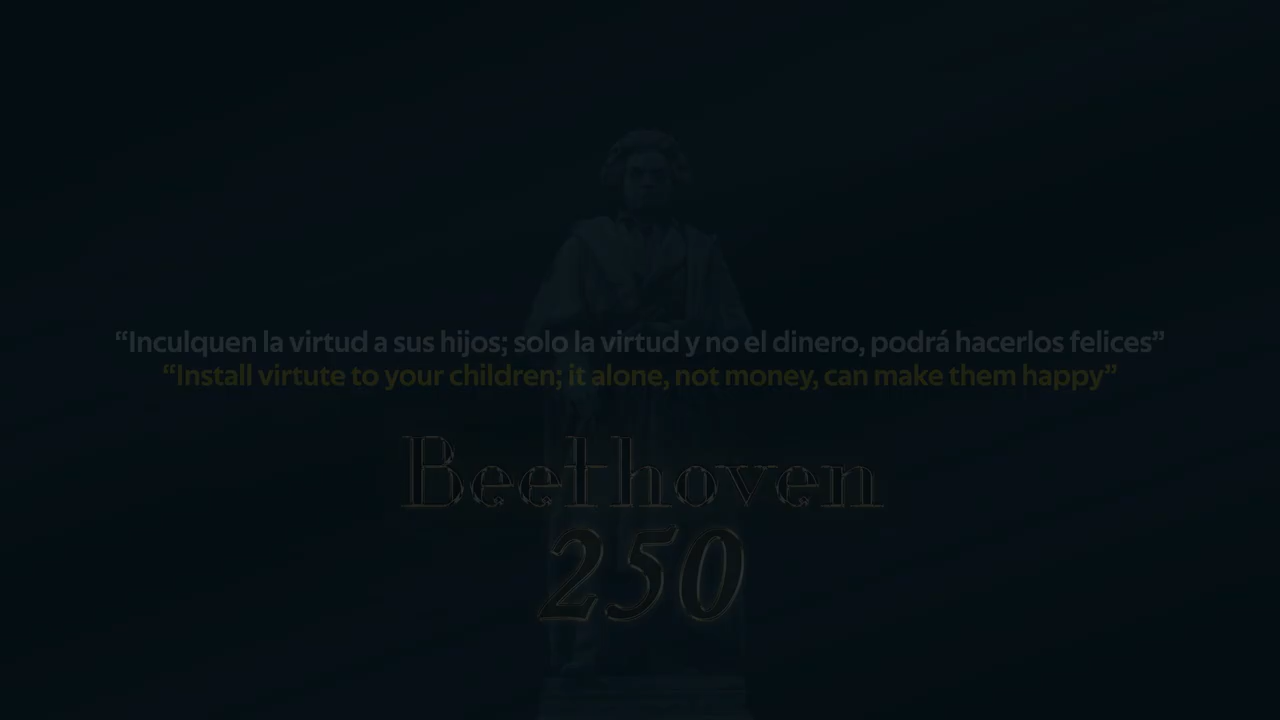 “Inculquen la virtud a sus hijos; solo la virtud y no el dinero, podrá hacerlos felices”
“Install virtute to your children; it alone, not money, can make them happy”
Beethoven
250